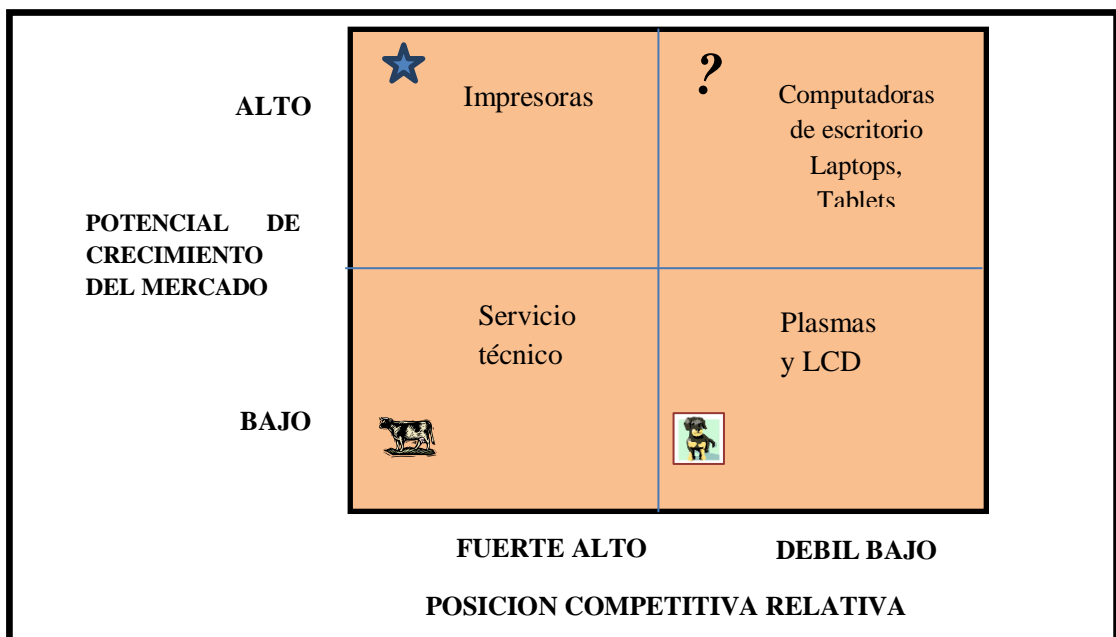 ALTO
Impresoras
?
Computadoras
de escritorio
Laptops,
Tablets
POTENCIAL DE
CRECIMIENTO
DEL MERCADO
Servicio
técnico
Plasmas
y LCD
BAJO
FUERTE ALTO
DEBIL BAJO
POSICION COMPETITIVA RELATIVA